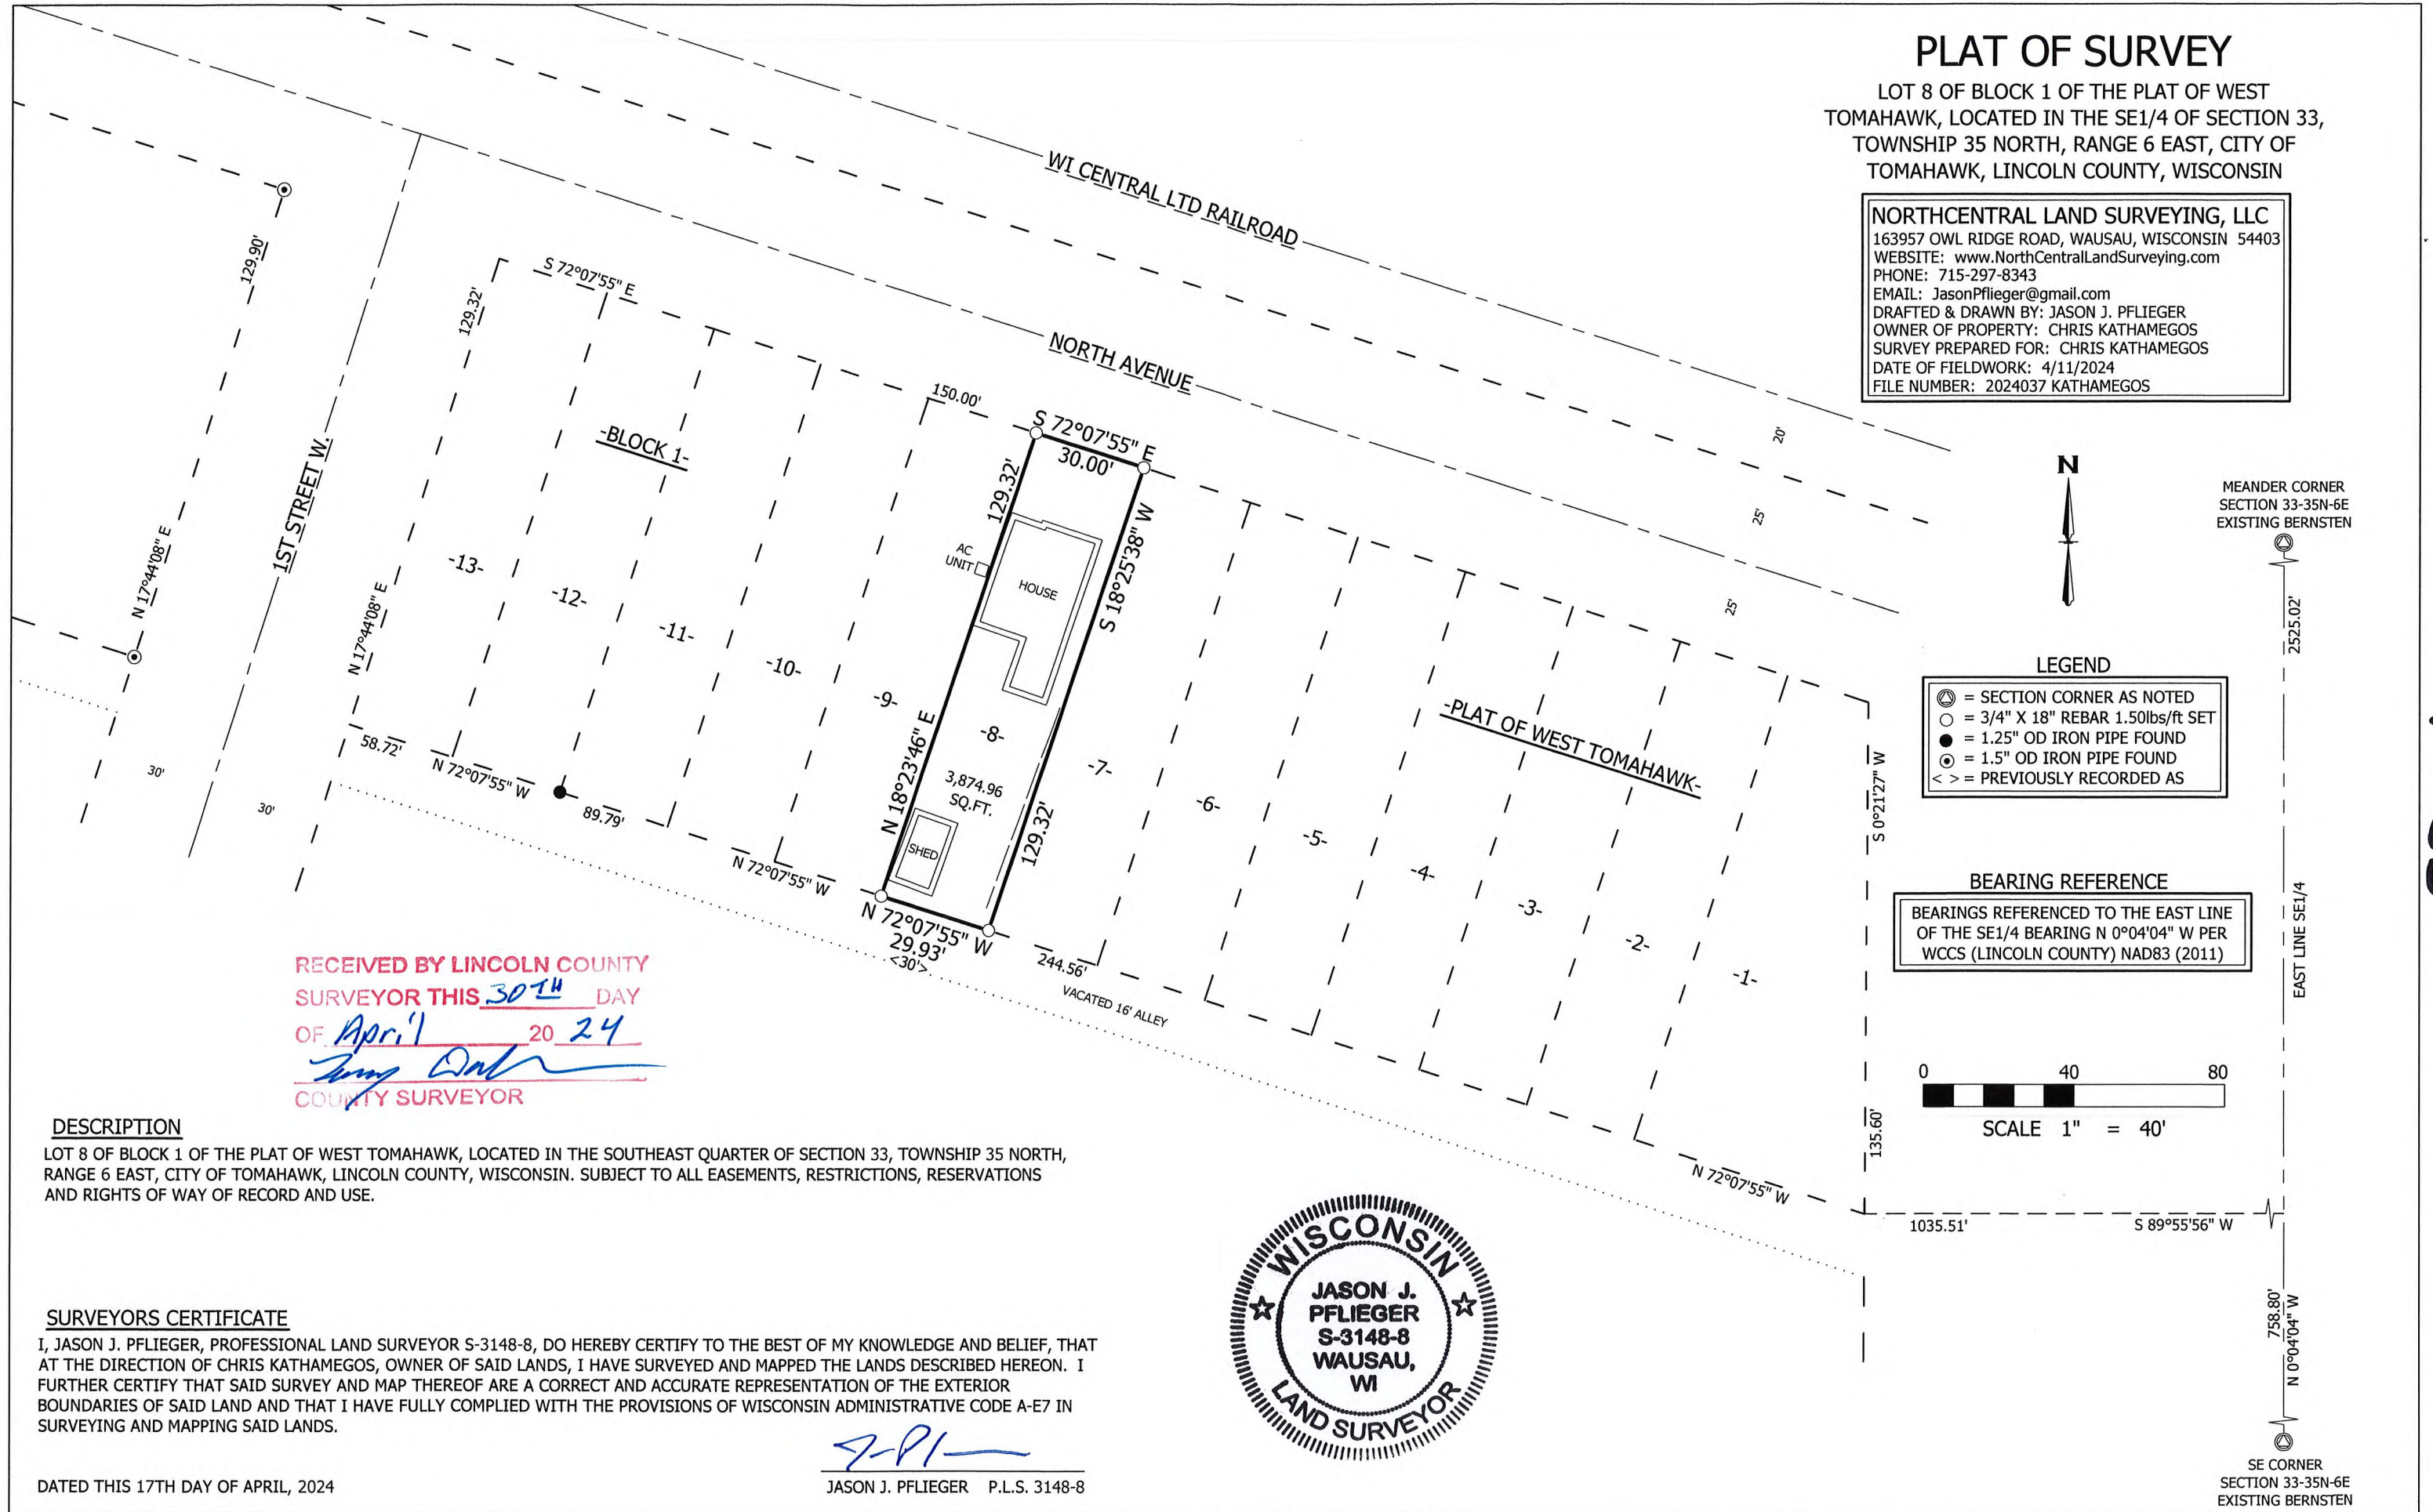 PLAT OF SURVEY
LOT 8 OF BLOCK 1 OF THE PLAT OF WEST
TOMAHAWK, LOCATED IN THE SE1/4 OF SECTION 33,
TOWNSHIP 35 NORTH, RANGE 6 EAST, CITY OF
TOMAHAWK, LINCOLN COUNTY, WISCONSIN
NORTHCENTRAL LAND SURVEYING, LLC
163957 OWL RIDGE ROAD, WAUSAU, WISCONSIN 54403
WEBSITE: www.NorthCentralLandSurveying.com
PHONE: 715-297-8343
EMAIL: JasonPflieger@gmail.com
DRAFTED & DRAWN BY: JASON J. PFLIEGER
OWNER OF PROPERTY: CHRIS KATHAMEGOS
SURVEY PREPARED FOR: CHRIS KATHAMEGOS
DATE OF FIELDWORK: 4/11/2024
FILE NUMBER: 2024037 KATHAMEGOS
WI CENTRAL LTD RAILROAD
NORTH AVENUE
1ST STREET W.
129.90'
N 17°44'08" E
129.32'
N 17°44'08" E
S 72°07'55" E
150.00'
-BLOCK 1-
S 72°07'55" E
30.00'
129.32'
N 18°23'46" E
S 18°25'38" W
129.32'
AC
UNIT
HOUSE
-13-
-12-
-11-
-10-
-9-
-8-
3,874.96
SQ.FT.
SHED
-7-
-6-
-5-
-4-
-3-
-2-
-1-
-PLAT OF WEST TOMAHAWK-
20'
25'
25'
30'
30'
58.72'
N 72°07'55" W
89.79'
N 72°07'55" W
N 72°07'55" W
29.93'
<30'>
244.56'
VACATED 16' ALLEY
N 72°07'55" W
S 0°21'27" W
135.60'
1035.51'
S 89°55'56" W
N
MEANDER CORNER
SECTION 33-35N-6E
EXISTING BERNSTEN
2525.02'
EAST LINE SE1/4
758.80'
N 0°04'04" W
SE CORNER
SECTION 33-35N-6E
EXISTING BERNSTEN
LEGEND
= SECTION CORNER AS NOTED
= 3/4" X 18" REBAR 1.50lbs/ft SET
= 1.25" OD IRON PIPE FOUND
= 1.5" OD IRON PIPE FOUND
< > = PREVIOUSLY RECORDED AS
BEARING REFERENCE
BEARINGS REFERENCED TO THE EAST LINE
OF THE SE1/4 BEARING N 0°04'04" W PER
WCCS (LINCOLN COUNTY) NAD83 (2011)
0 40 80
SCALE 1" = 40'
RECEIVED BY LINCOLN COUNTY
SURVEYOR THIS 30TH DAY
OF April 20 24
COUNTY SURVEYOR
DESCRIPTION
LOT 8 OF BLOCK 1 OF THE PLAT OF WEST TOMAHAWK, LOCATED IN THE SOUTHEAST QUARTER OF SECTION 33, TOWNSHIP 35 NORTH,
RANGE 6 EAST, CITY OF TOMAHAWK, LINCOLN COUNTY, WISCONSIN. SUBJECT TO ALL EASEMENTS, RESTRICTIONS, RESERVATIONS
AND RIGHTS OF WAY OF RECORD AND USE.
SURVEYORS CERTIFICATE
I, JASON J. PFLIEGER, PROFESSIONAL LAND SURVEYOR S-3148-8, DO HEREBY CERTIFY TO THE BEST OF MY KNOWLEDGE AND BELIEF, THAT
AT THE DIRECTION OF CHRIS KATHAMEGOS, OWNER OF SAID LANDS, I HAVE SURVEYED AND MAPPED THE LANDS DESCRIBED HEREON. I
FURTHER CERTIFY THAT SAID SURVEY AND MAP THEREOF ARE A CORRECT AND ACCURATE REPRESENTATION OF THE EXTERIOR
BOUNDARIES OF SAID LAND AND THAT I HAVE FULLY COMPLIED WITH THE PROVISIONS OF WISCONSIN ADMINISTRATIVE CODE A-E7 IN
SURVEYING AND MAPPING SAID LANDS.
DATED THIS 17TH DAY OF APRIL, 2024
JASON J. PFLIEGER P.L.S. 3148-8
WISCONSIN
JASON J.
PFLIEGER
S-3148-8
WAUSAU,
WI
LAND SURVEYOR